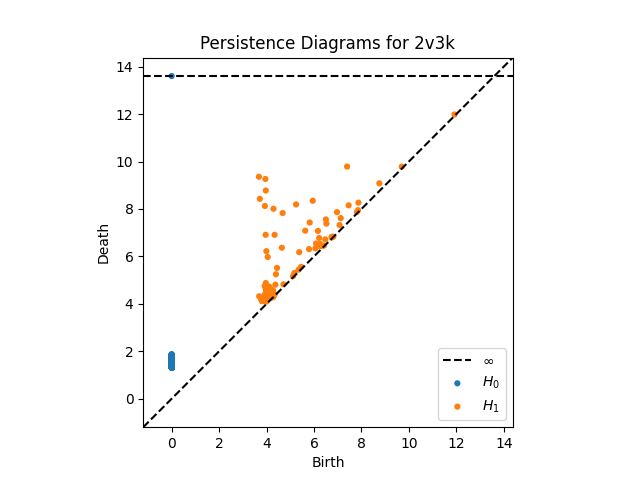 Persistence Diagrams for 2v3k
14
12
10
8
6
4
2
0
Death
0 2 4 6 8 10 12 14
Birth
∞
H₀
H₁